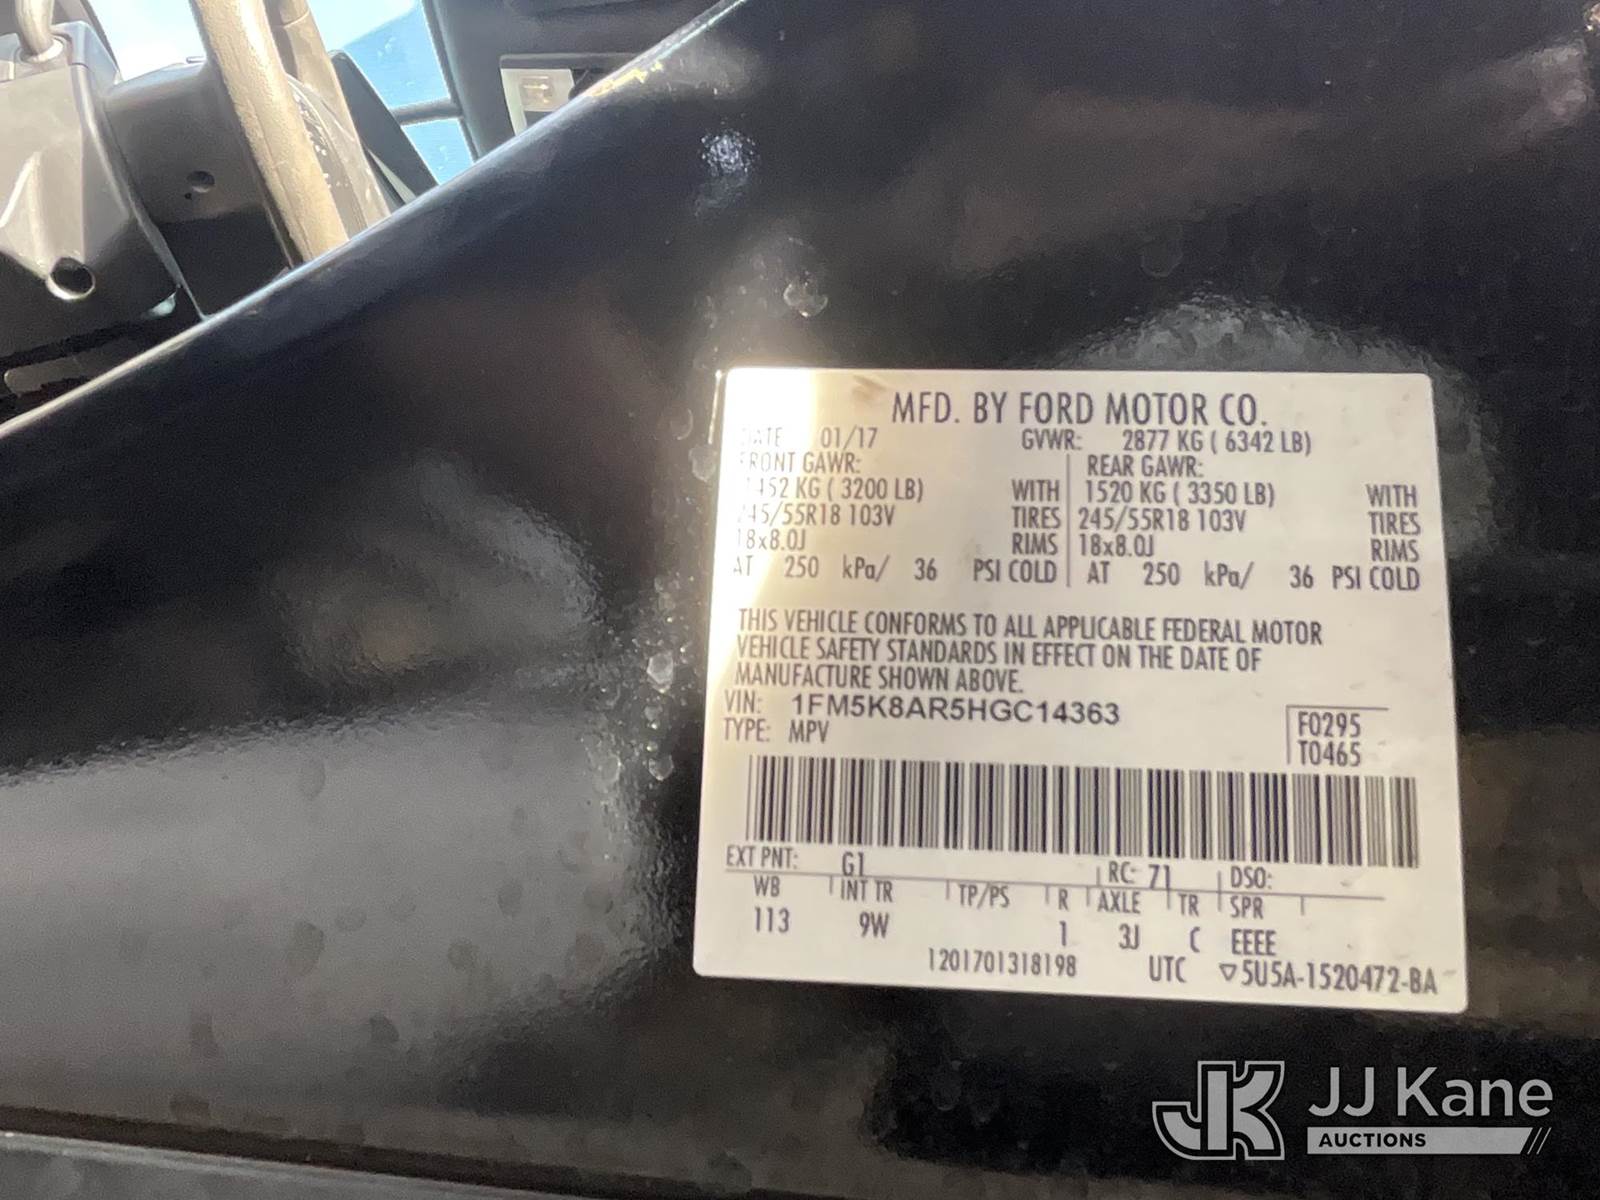 MFD. BY FORD MOTOR CO.
DATE 01/17 GVWR: 2877 KG ( 6342 LB)
FRONT GAWR: REAR GAWR:
1452 KG ( 3200 LB) WITH 1520 KG ( 3350 LB) WITH
245/55R18 103V TIRES 245/55R18 103V TIRES
18x8.0J RIMS 18x8.0J RIMS
AT 250 kPa/ 36 PSI COLD AT 250 kPa/ 36 PSI COLD
THIS VEHICLE CONFORMS TO ALL APPLICABLE FEDERAL MOTOR
VEHICLE SAFETY STANDARDS IN EFFECT ON THE DATE OF
MANUFACTURE SHOWN ABOVE.
VIN: 1FM5K8AR5HGC14363
TYPE: MPV
F0295
T0465
EXT PNT: G1 RC: 71 DSO:
WB INT TR TP/PS R AXLE TR SPR
113 9W 1 3J C EEEE
1201701318198 UTC ▽5U5A-1520472-BA
JK JJ Kane
AUCTIONS